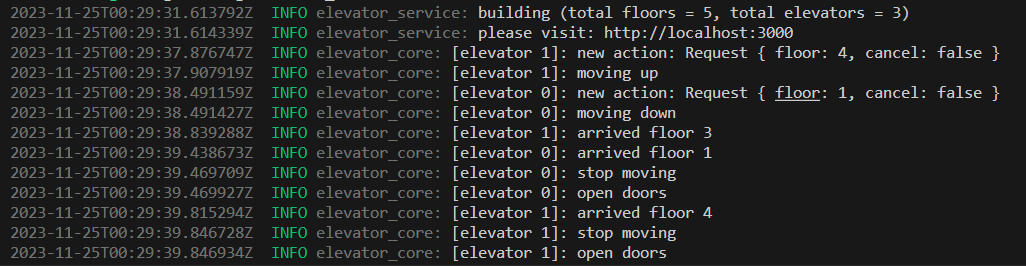 2023-11-25T00:29:31.613792Z  INFO elevator_service: building (total floors = 5, total elevators = 3)
2023-11-25T00:29:31.614339Z  INFO elevator_service: please visit: http://localhost:3000
2023-11-25T00:29:37.876747Z  INFO elevator_core: [elevator 1]: new action: Request { floor: 4, cancel: false }
2023-11-25T00:29:37.907919Z  INFO elevator_core: [elevator 1]: moving up
2023-11-25T00:29:38.491159Z  INFO elevator_core: [elevator 0]: new action: Request { floor: 1, cancel: false }
2023-11-25T00:29:38.491427Z  INFO elevator_core: [elevator 0]: moving down
2023-11-25T00:29:38.839288Z  INFO elevator_core: [elevator 1]: arrived floor 3
2023-11-25T00:29:39.438673Z  INFO elevator_core: [elevator 0]: arrived floor 1
2023-11-25T00:29:39.469709Z  INFO elevator_core: [elevator 0]: stop moving
2023-11-25T00:29:39.469927Z  INFO elevator_core: [elevator 0]: open doors
2023-11-25T00:29:39.815294Z  INFO elevator_core: [elevator 1]: arrived floor 4
2023-11-25T00:29:39.846728Z  INFO elevator_core: [elevator 1]: stop moving
2023-11-25T00:29:39.846934Z  INFO elevator_core: [elevator 1]: open doors